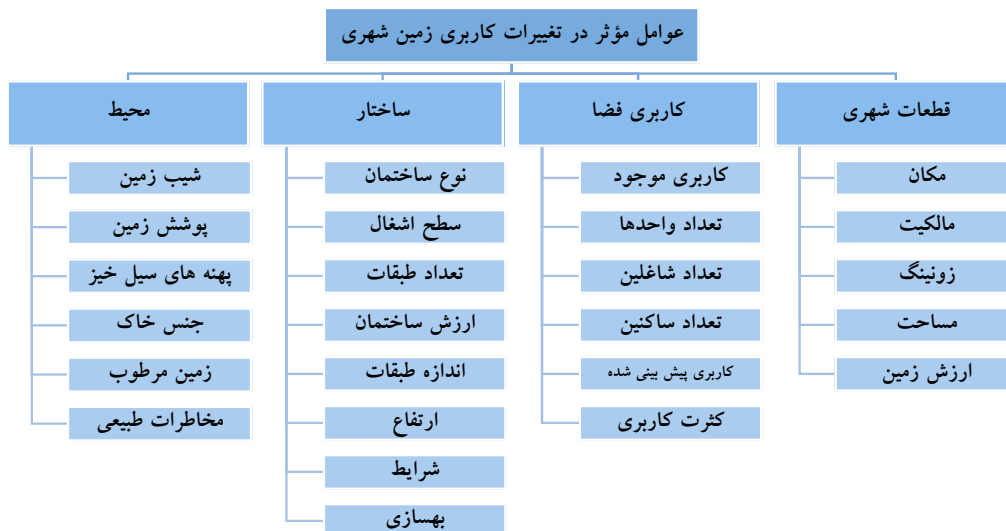 عوامل مؤثر در تغییرات کاربری زمین شهری
قطعات شهری
مکان
مالکیت
زونینگ
مساحت
ارزش زمین
کاربری فضا
کاربری موجود
تعداد واحدها
تعداد شاغلین
تعداد ساکنین
کاربری پیش بینی شده
کثرت کاربری
ساختار
نوع ساختمان
سطح اشغال
تعداد طبقات
ارزش ساختمان
اندازه طبقات
ارتفاع
شرایط
بهسازی
محیط
شیب زمین
پوشش زمین
پهنه های سیل خیز
جنس خاک
زمین مرطوب
مخاطرات طبیعی